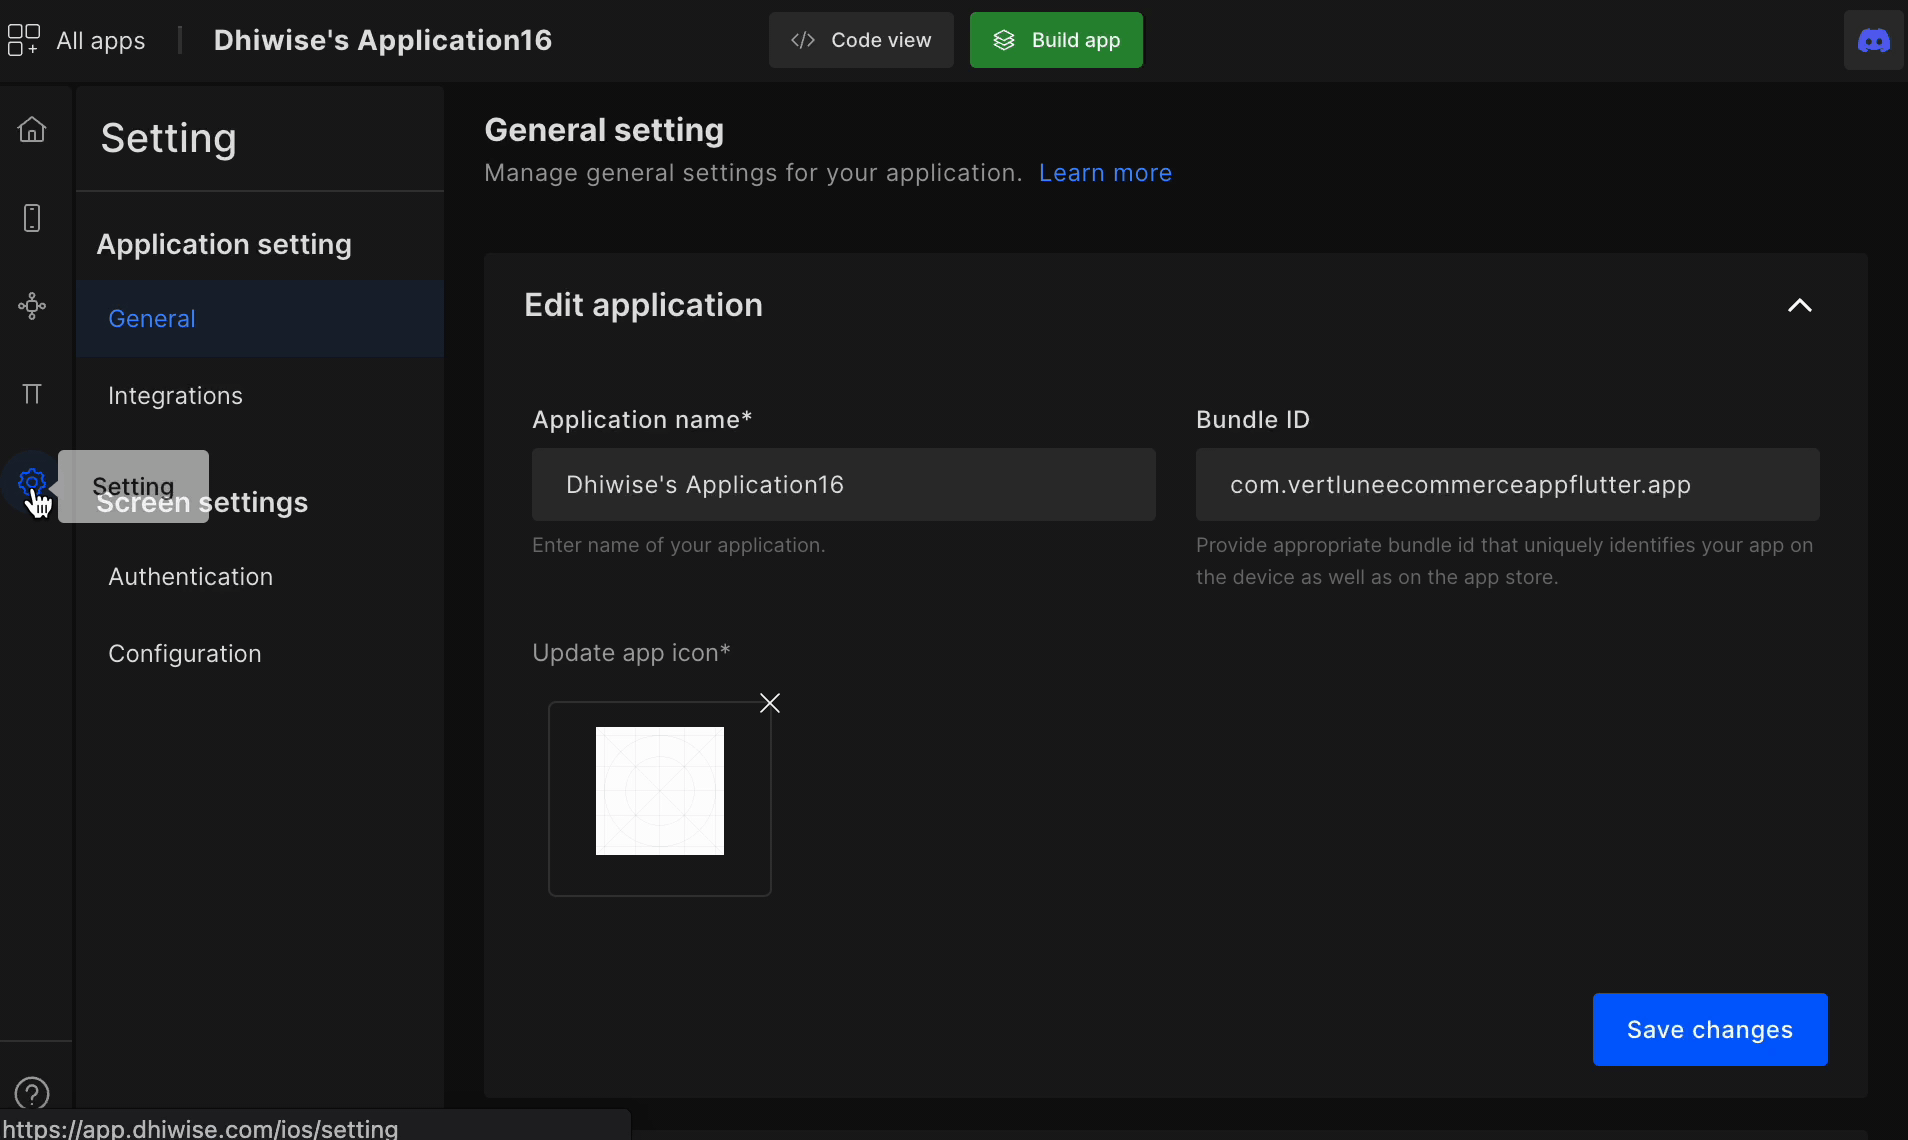 All apps
Dhiwise's Application16
</> Code view
Build app
Setting
Application setting
General
Integrations
Setting
Screen settings
Authentication
Configuration
General setting
Manage general settings for your application. Learn more
Edit application
Application name*
Dhiwise's Application16
Enter name of your application.
Bundle ID
com.vertluneecommerceappflutter.app
Provide appropriate bundle id that uniquely identifies your app on
the device as well as on the app store.
Update app icon*
Save changes
https://app.dhiwise.com/ios/setting